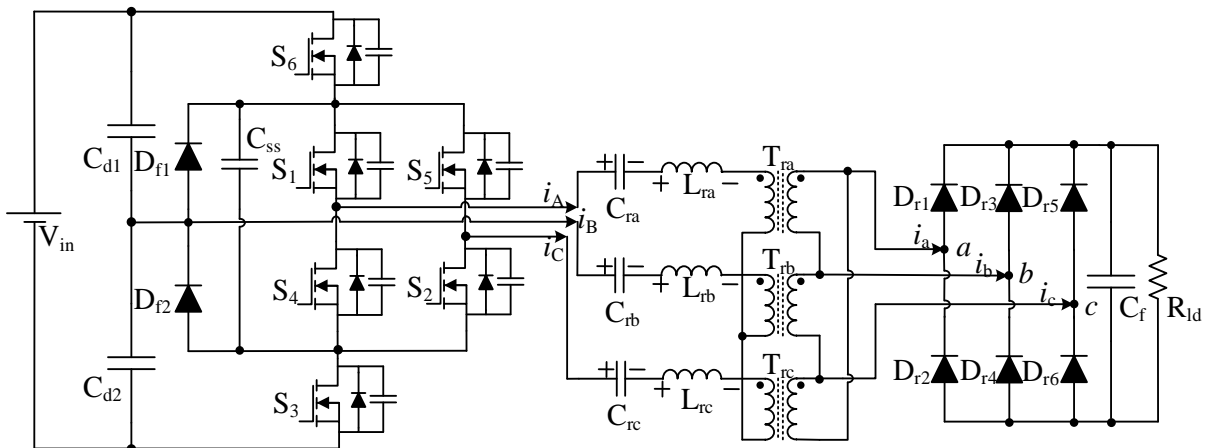 S6
Css
Cd1
Df1
S1
S5
Vin
iA
iB
iC
Df2
S4
S2
Cd2
S3
Cra
Lra
Tra
Crb
Lrb
Trb
Crc
Lrc
Trc
Dr1
Dr3
Dr5
ia
a
ib
b
ic
c
Cf
Rld
Dr2
Dr4
Dr6
+ −
+ −
+ −
+ −
+ −
+ −